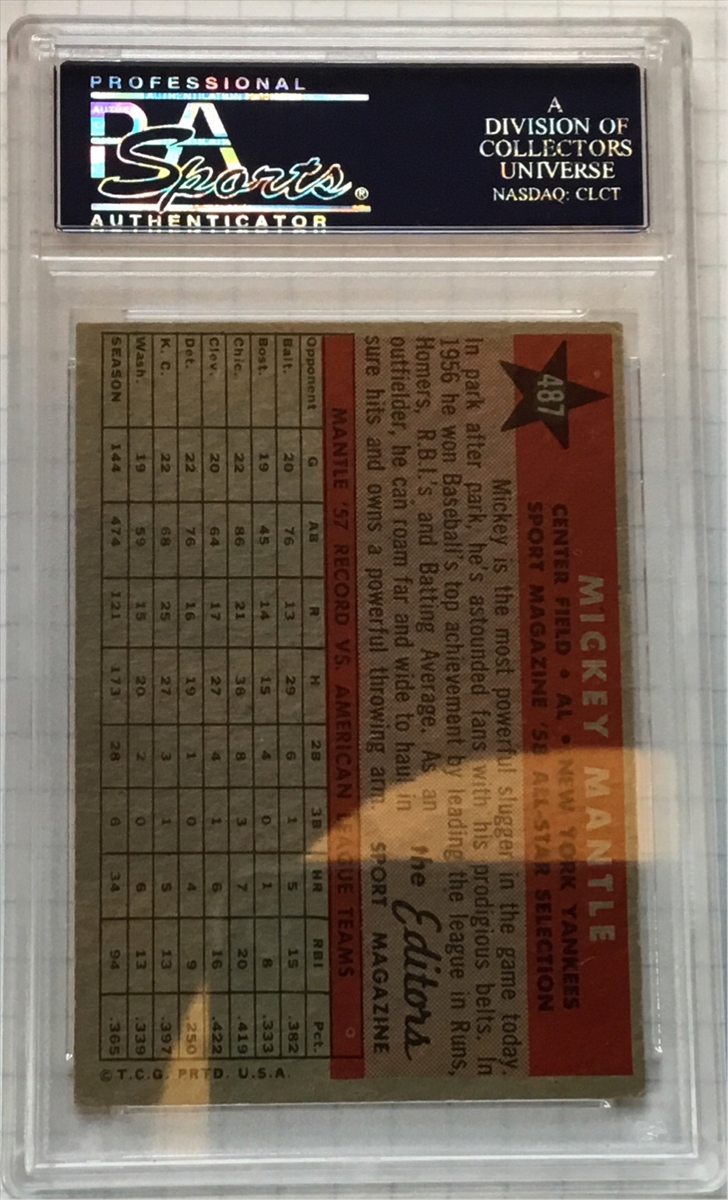 PROFESSIONAL
PSA
Sports®
AUTHENTICATOR
A
DIVISION OF
COLLECTORS
UNIVERSE
NASDAQ: CLCT
487
MICKEY MANTLE
CENTER FIELD • AL • NEW YORK YANKEES
SPORT MAGAZINE '58 ALL-STAR SELECTION
Mickey is the most powerful slugger in the game today.
In park after park, he's astounded fans with his prodigious belts. In
1956 he won Baseball's top achievement by leading the league in Runs,
Homers, R.B.I.'s and Batting Average. As an
outfielder, he can roam far and wide to haul in
sure hits and owns a powerful throwing arm.
the Editors
SPORT MAGAZINE
MANTLE '57 RECORD VS. AMERICAN LEAGUE TEAMS
Opponent G AB R H 2B 3B HR RBI Pct.
Balt. 20 76 13 29 6 1 5 15 .382
Bost. 19 45 14 15 4 0 1 8 .333
Chic. 22 86 21 36 8 3 7 20 .419
Clev. 20 64 17 27 4 1 6 16 .422
Det. 22 76 16 19 1 0 4 9 .250
K. C. 22 68 25 27 3 1 5 13 .397
Wash. 19 59 15 20 2 0 6 13 .339
SEASON 144 474 121 173 28 6 34 94 .365
© T.C.G. PRTD. U.S.A.